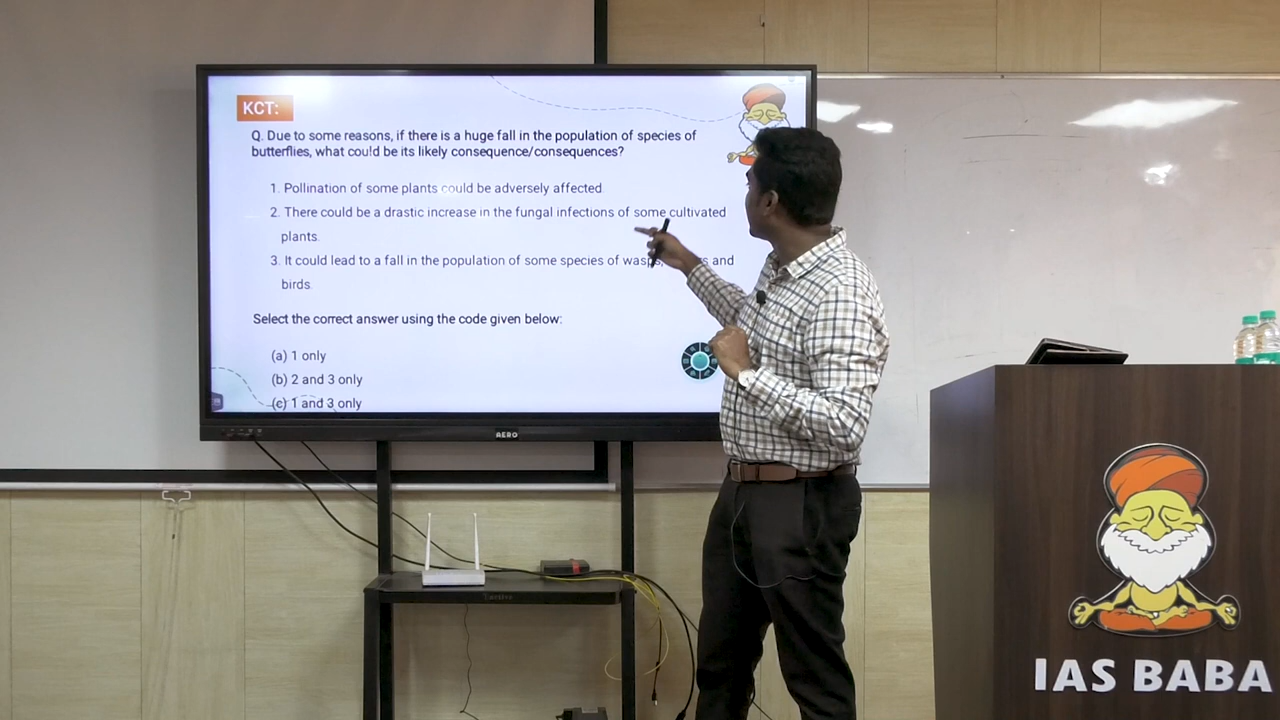 KCT:
Q. Due to some reasons, if there is a huge fall in the population of species of
butterflies, what could be its likely consequence/consequences?
1. Pollination of some plants could be adversely affected.
2. There could be a drastic increase in the fungal infections of some cultivated
plants.
3. It could lead to a fall in the population of some species of wasps, and
birds.
Select the correct answer using the code given below:
(a) 1 only
(b) 2 and 3 only
(c) 1 and 3 only
AERO
IAS BABA